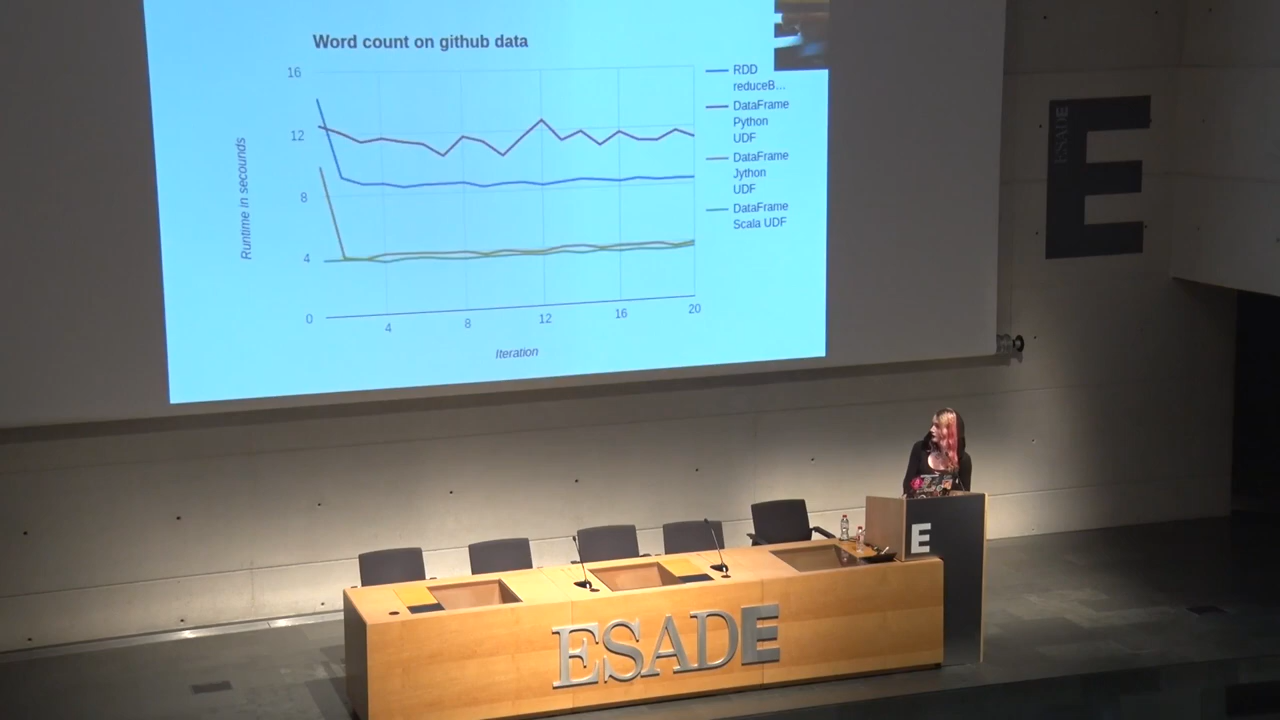 Word count on github data
16
12
8
4
0
Runtime in secounds
4
8
12
16
20
Iteration
RDD
reduceB...
DataFrame
Python
UDF
DataFrame
Jython
UDF
DataFrame
Scala UDF
ESADE
E
E
ESADE